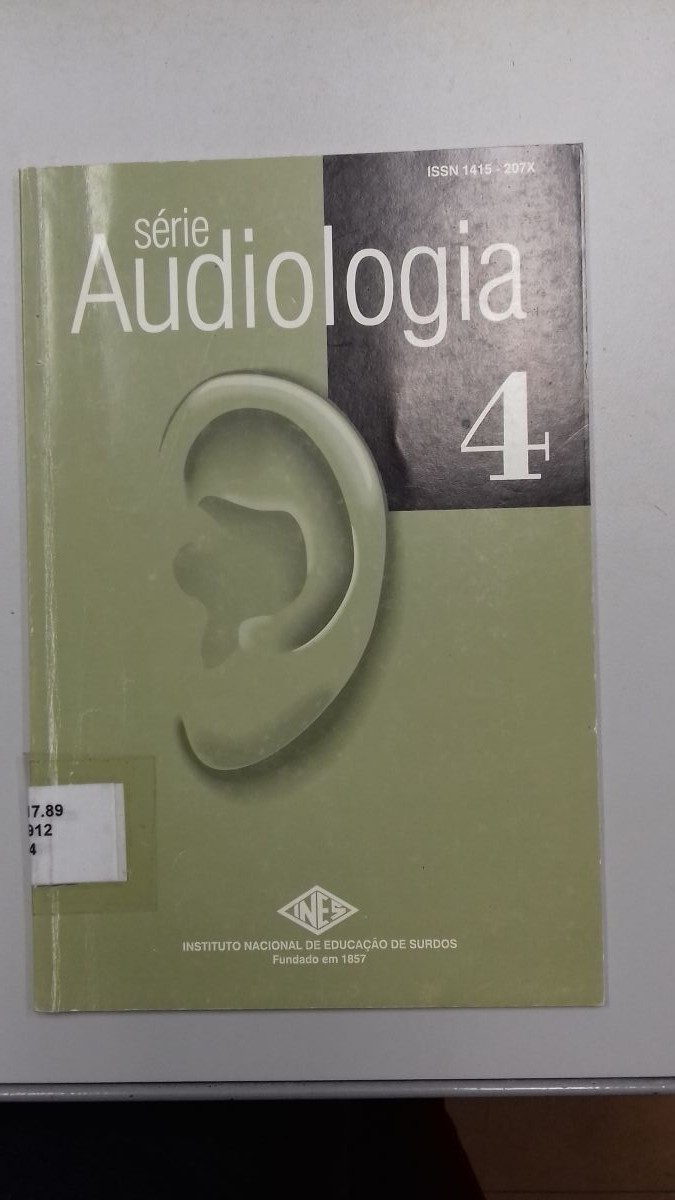 ISSN 1415 - 207X
série
Audiologia
4
17.89
912
4
INES
INSTITUTO NACIONAL DE EDUCAÇÃO DE SURDOS
Fundado em 1857